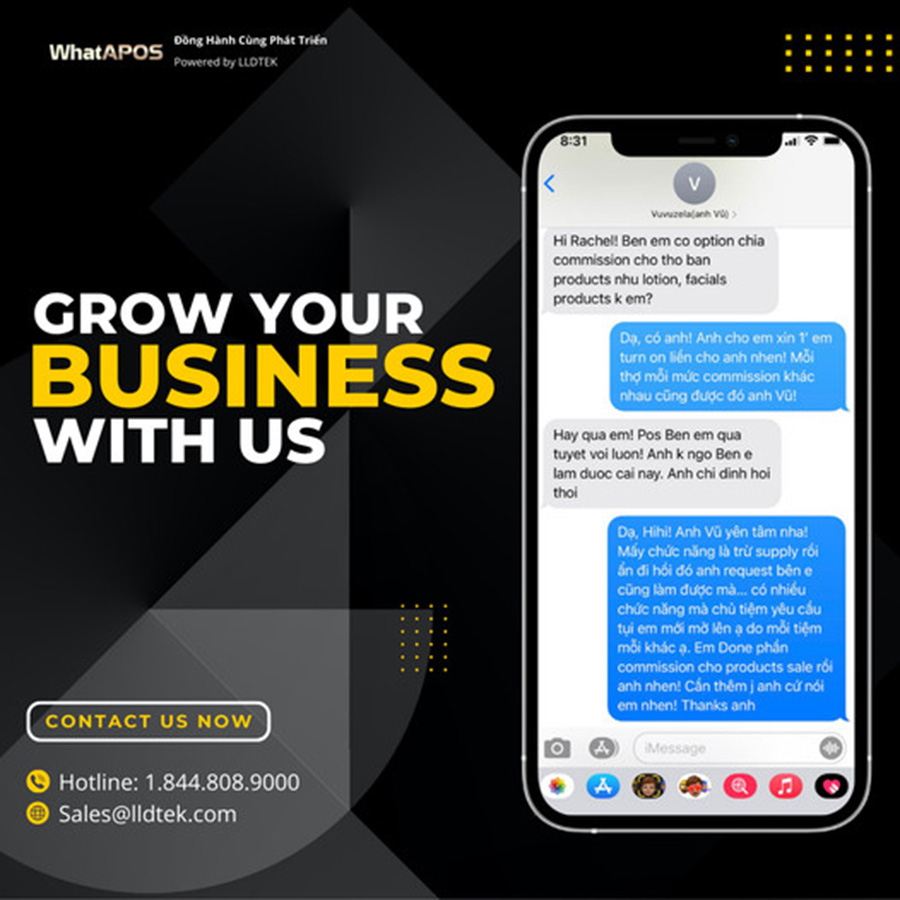 WhatAPOS
Đồng Hành Cùng Phát Triển
Powered by LLDTEK
GROW YOUR
BUSINESS
WITH US
CONTACT US NOW
Hotline: 1.844.808.9000
Sales@lldtek.com
8:31
V
Vuvuzela(anh Vũ) >
Hi Rachel! Ben em co option chia
commission cho tho ban
products nhu lotion, facials
products k em?
Dạ, có anh! Anh cho em xin 1' em
turn on liền cho anh nhen! Mỗi
thợ mỗi mức commission khác
nhau cũng được đó anh Vũ!
Hay qua em! Pos Ben em qua
tuyet voi luon! Anh k ngo Ben e
lam duoc cai nay. Anh chi dinh hoi
thoi
Dạ, Hihi! Anh Vũ yên tâm nha!
Mấy chức năng là trừ supply rồi
ẩn đi hồi đó anh request bên e
cũng làm được mà... có nhiều
chức năng mà chủ tiệm yêu cầu
tụi em mới mở lên ạ do mỗi tiệm
mỗi khác ạ. Em Done phần
commission cho products sale rồi
anh nhen! Cần thêm j anh cứ nói
em nhen! Thanks anh
iMessage